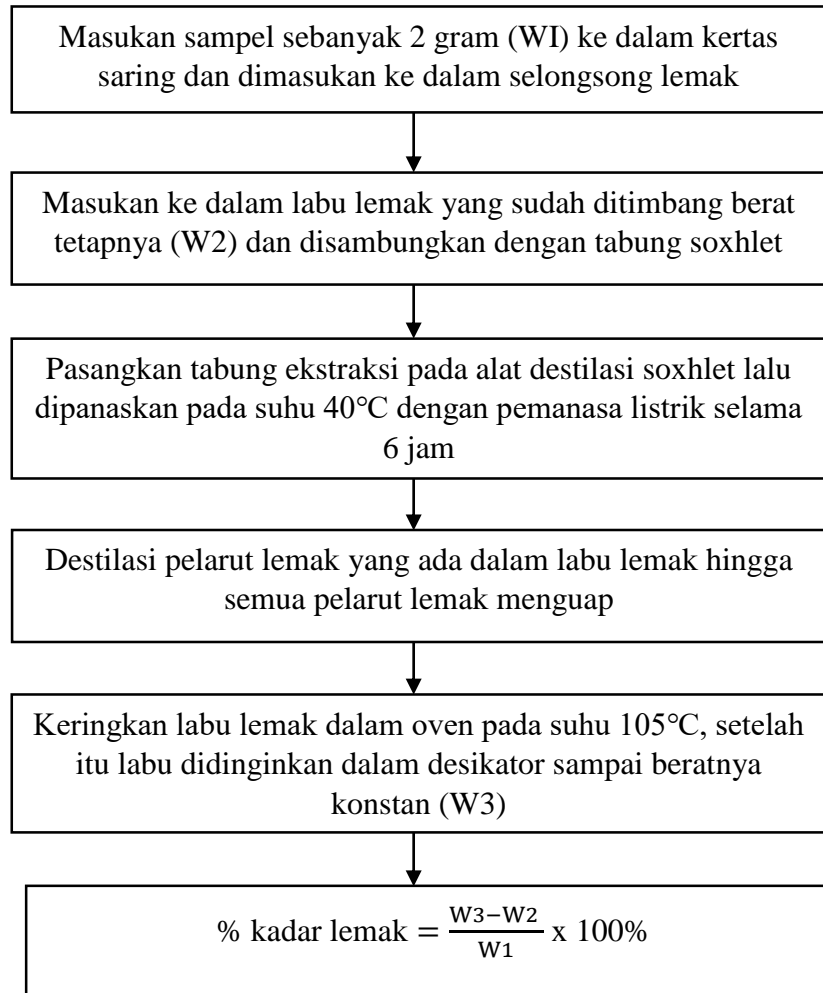 Masukan sampel sebanyak 2 gram (WI) ke dalam kertas
saring dan dimasukan ke dalam selongsong lemak
Masukan ke dalam labu lemak yang sudah ditimbang berat
tetapnya (W2) dan disambungkan dengan tabung soxhlet
Pasangkan tabung ekstraksi pada alat destilasi soxhlet lalu
dipanaskan pada suhu 40°C dengan pemanasa listrik selama
6 jam
Destilasi pelarut lemak yang ada dalam labu lemak hingga
semua pelarut lemak menguap
Keringkan labu lemak dalam oven pada suhu 105°C, setelah
itu labu didinginkan dalam desikator sampai beratnya
konstan (W3)
% kadar lemak = \frac{W3−W2}{W1} x 100%